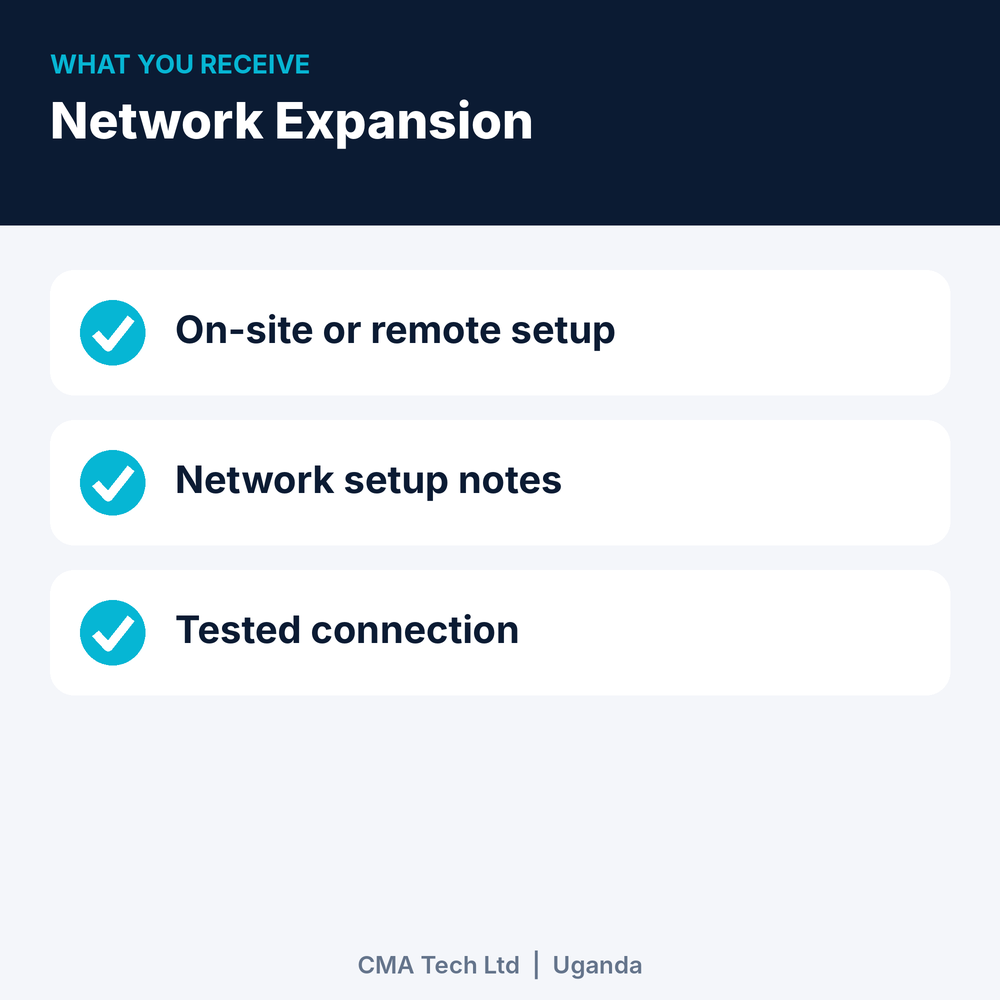 WHAT YOU RECEIVE
Network Expansion
On-site or remote setup
Network setup notes
Tested connection
CMA Tech Ltd | Uganda